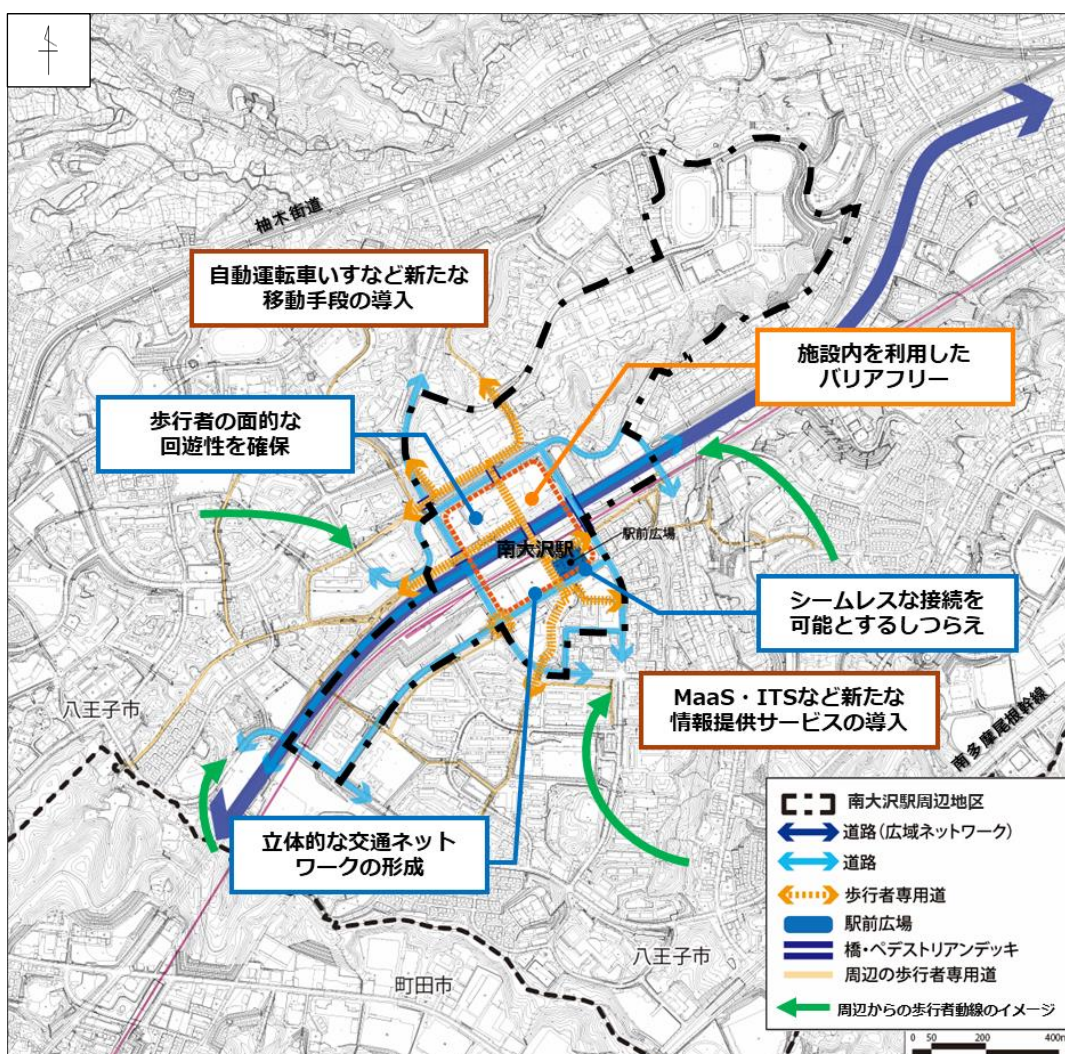 柚木街道
自動運転車いすなど新たな
移動手段の導入
施設内を利用した
バリアフリー
歩行者の面的な
回遊性を確保
駅前広場
南大沢駅
シームレスな接続を
可能とするしつらえ
MaaS・ITSなど新たな
情報提供サービスの導入
八王子市
南多摩尾根幹線
立体的な交通ネット
ワークの形成
八王子市
町田市
南大沢駅周辺地区
道路(広域ネットワーク)
道路
歩行者専用道
駅前広場
橋・ペデストリアンデッキ
周辺の歩行者専用道
周辺からの歩行者動線のイメージ
0 50 200 400m